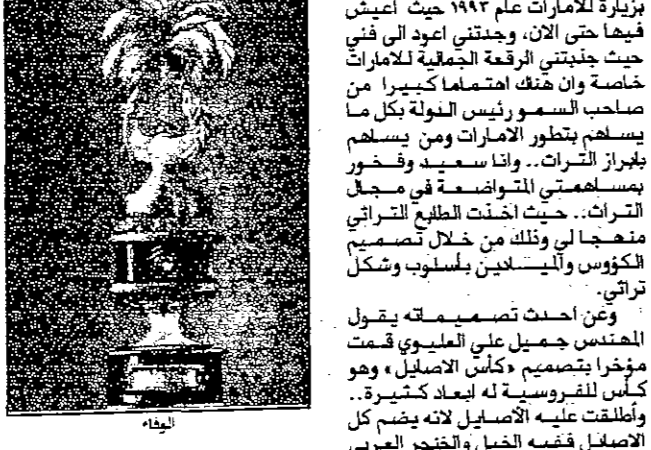 بزيارة للامارات عام ١٩٩٣ حيث اعيش
فيها حتى الان، وجدتني اعود الى فني
حيث جذبتني الرقعة الجمالية للامارات
خاصة وان هناك اهتماما كبيرا من
صاحب السمو رئيس الدولة بكل ما
يساهم بتطور الامارات ومن يساهم
بابراز التراث.. وانا سعيد وفخور
بمساهمتي المتواضعة في مجال
التراث.. حيث اخذت الطابع التراثي
منهجا لي وذلك من خلال تصميم
الكؤوس والميادين بأسلوب وشكل
تراثي.
وعن احدث تصميماته يقول
المهندس جميل علي العليوي قمت
مؤخرا بتصميم «كأس الاصايل» وهو
كأس للفروسية له ابعاد كثيرة..
وأطلقت عليه الأصايل لانه يضم كل
الاصائل ففيه الخيل والخنجر العربي
الوفاء